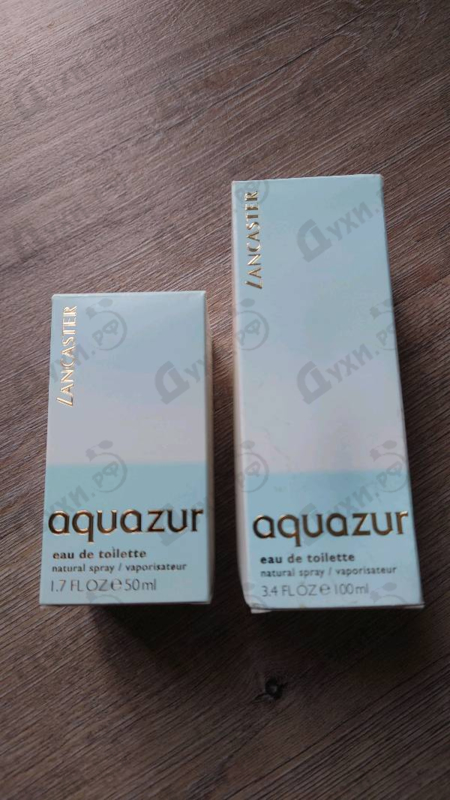 LANCASTER
aquazur
eau de toilette
natural spray / vaporisateur
1.7 FL OZ e 50 ml
LANCASTER
aquazur
eau de toilette
natural spray / vaporisateur
3.4 FL OZ e 100 ml
Духи.рф